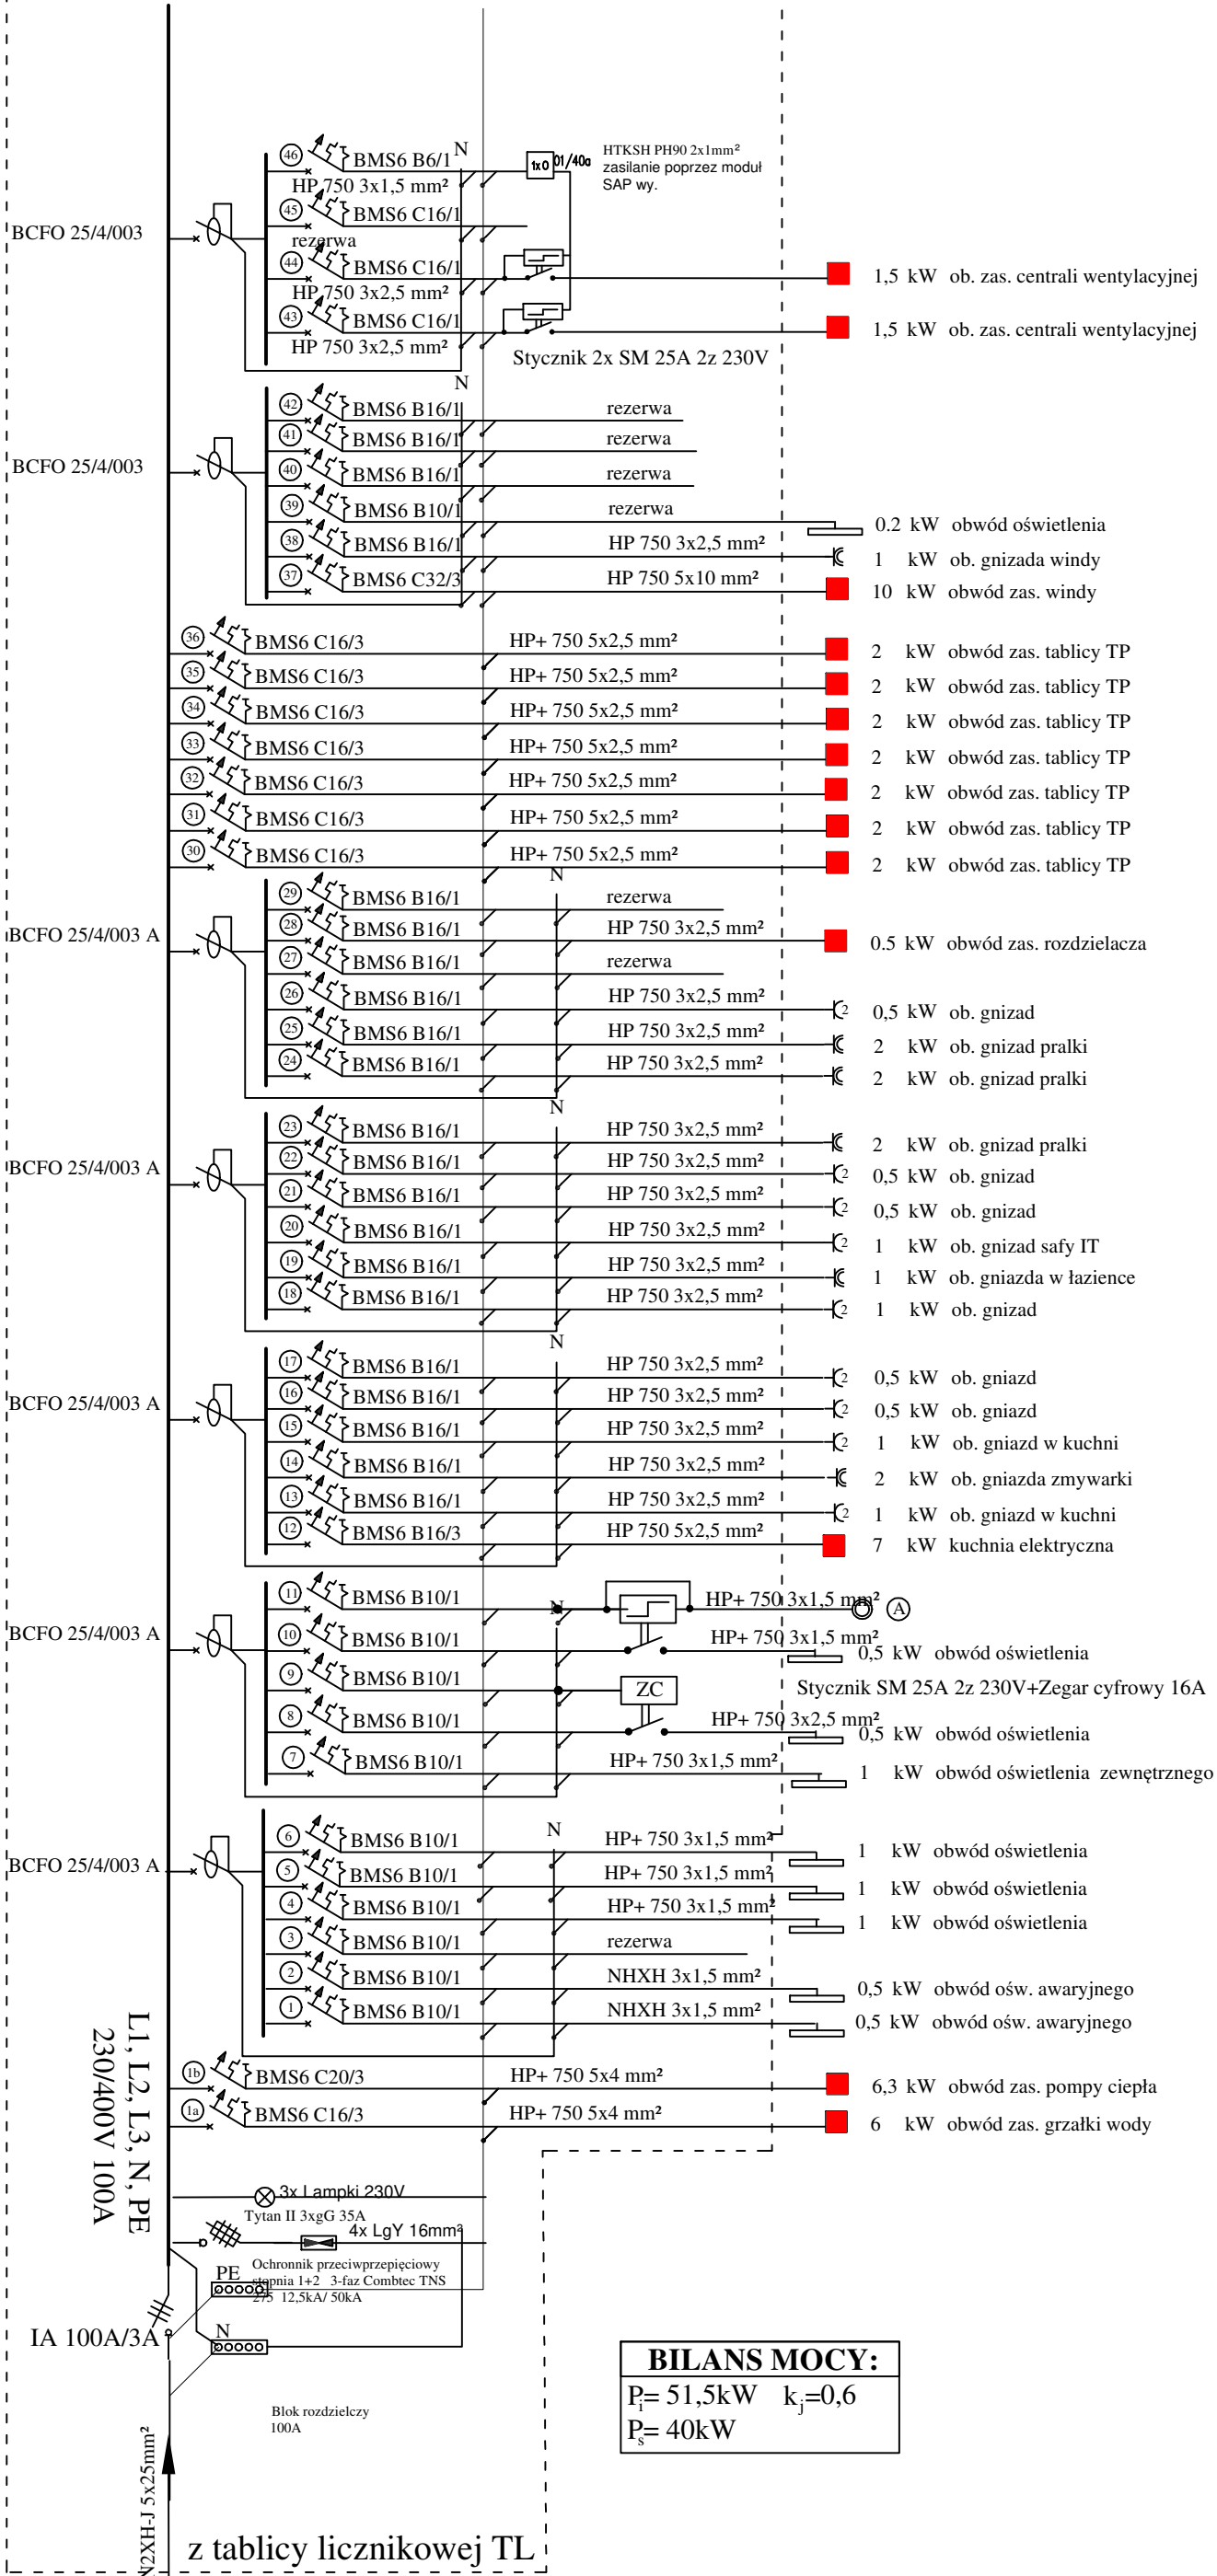 46 BMS6 B6/1 N
1x0 01/40a
HTKSH PH90 2x1mm²
zasilanie poprzez moduł
SAP wy.
HP 750 3x1,5 mm²
45 BMS6 C16/1
BCFO 25/4/003
rezerwa
44 BMS6 C16/1
1,5 kW ob. zas. centrali wentylacyjnej
HP 750 3x2,5 mm²
43 BMS6 C16/1
1,5 kW ob. zas. centrali wentylacyjnej
HP 750 3x2,5 mm²
Stycznik 2x SM 25A 2z 230V
N
42 BMS6 B16/1 rezerwa
41 BMS6 B16/1 rezerwa
BCFO 25/4/003
40 BMS6 B16/1 rezerwa
39 BMS6 B10/1 rezerwa 0.2 kW obwód oświetlenia
38 BMS6 B16/1 HP 750 3x2,5 mm² 1 kW ob. gnizada windy
37 BMS6 C32/3 HP 750 5x10 mm² 10 kW obwód zas. windy
36 BMS6 C16/3 HP+ 750 5x2,5 mm² 2 kW obwód zas. tablicy TP
35 BMS6 C16/3 HP+ 750 5x2,5 mm² 2 kW obwód zas. tablicy TP
34 BMS6 C16/3 HP+ 750 5x2,5 mm² 2 kW obwód zas. tablicy TP
33 BMS6 C16/3 HP+ 750 5x2,5 mm² 2 kW obwód zas. tablicy TP
32 BMS6 C16/3 HP+ 750 5x2,5 mm² 2 kW obwód zas. tablicy TP
31 BMS6 C16/3 HP+ 750 5x2,5 mm² 2 kW obwód zas. tablicy TP
30 BMS6 C16/3 HP+ 750 5x2,5 mm² 2 kW obwód zas. tablicy TP
N
29 BMS6 B16/1 rezerwa
BCFO 25/4/003 A
28 BMS6 B16/1 HP 750 3x2,5 mm² 0.5 kW obwód zas. rozdzielacza
27 BMS6 B16/1 rezerwa
26 BMS6 B16/1 HP 750 3x2,5 mm² 2 0,5 kW ob. gnizad
25 BMS6 B16/1 HP 750 3x2,5 mm² 2 kW ob. gnizad pralki
24 BMS6 B16/1 HP 750 3x2,5 mm² 2 kW ob. gnizad pralki
N
23 BMS6 B16/1 HP 750 3x2,5 mm² 2 kW ob. gnizad pralki
BCFO 25/4/003 A
22 BMS6 B16/1 HP 750 3x2,5 mm² 2 0,5 kW ob. gnizad
21 BMS6 B16/1 HP 750 3x2,5 mm² 2 0,5 kW ob. gnizad
20 BMS6 B16/1 HP 750 3x2,5 mm² 2 1 kW ob. gnizad safy IT
19 BMS6 B16/1 HP 750 3x2,5 mm² 1 kW ob. gniazda w łazience
18 BMS6 B16/1 HP 750 3x2,5 mm² 2 1 kW ob. gnizad
N
17 BMS6 B16/1 HP 750 3x2,5 mm² 2 0,5 kW ob. gniazd
BCFO 25/4/003 A
16 BMS6 B16/1 HP 750 3x2,5 mm² 2 0,5 kW ob. gniazd
15 BMS6 B16/1 HP 750 3x2,5 mm² 2 1 kW ob. gniazd w kuchni
14 BMS6 B16/1 HP 750 3x2,5 mm² 2 kW ob. gniazda zmywarki
13 BMS6 B16/1 HP 750 3x2,5 mm² 2 1 kW ob. gniazd w kuchni
12 BMS6 B16/3 HP 750 5x2,5 mm² 7 kW kuchnia elektryczna
11 BMS6 B10/1 N HP+ 750 3x1,5 mm² A
BCFO 25/4/003 A
10 BMS6 B10/1 HP+ 750 3x1,5 mm² 0,5 kW obwód oświetlenia
9 BMS6 B10/1 ZC Stycznik SM 25A 2z 230V+Zegar cyfrowy 16A
8 BMS6 B10/1 HP+ 750 3x2,5 mm² 0,5 kW obwód oświetlenia
7 BMS6 B10/1 HP+ 750 3x1,5 mm² 1 kW obwód oświetlenia zewnętrznego
N
6 BMS6 B10/1 HP+ 750 3x1,5 mm² 1 kW obwód oświetlenia
BCFO 25/4/003 A
5 BMS6 B10/1 HP+ 750 3x1,5 mm² 1 kW obwód oświetlenia
4 BMS6 B10/1 HP+ 750 3x1,5 mm² 1 kW obwód oświetlenia
3 BMS6 B10/1 rezerwa
2 BMS6 B10/1 NHXH 3x1,5 mm² 0,5 kW obwód ośw. awaryjnego
1 BMS6 B10/1 NHXH 3x1,5 mm² 0,5 kW obwód ośw. awaryjnego
1b BMS6 C20/3 HP+ 750 5x4 mm² 6,3 kW obwód zas. pompy ciepła
1a BMS6 C16/3 HP+ 750 5x4 mm² 6 kW obwód zas. grzałki wody
L1, L2, L3, N, PE
230/400V 100A
3x Lampki 230V
Tytan II 3xgG 35A
4x LgY 16mm²
Ochronnik przeciwprzepięciowy
stopnia 1+2 3-faz Combtec TNS
275 12,5kA/ 50kA
PE
IA 100A/3A
N
Blok rozdzielczy
100A
BILANS MOCY:
Pi= 51,5kW kj=0,6
Ps= 40kW
N2XH-J 5x25mm²
z tablicy licznikowej TL